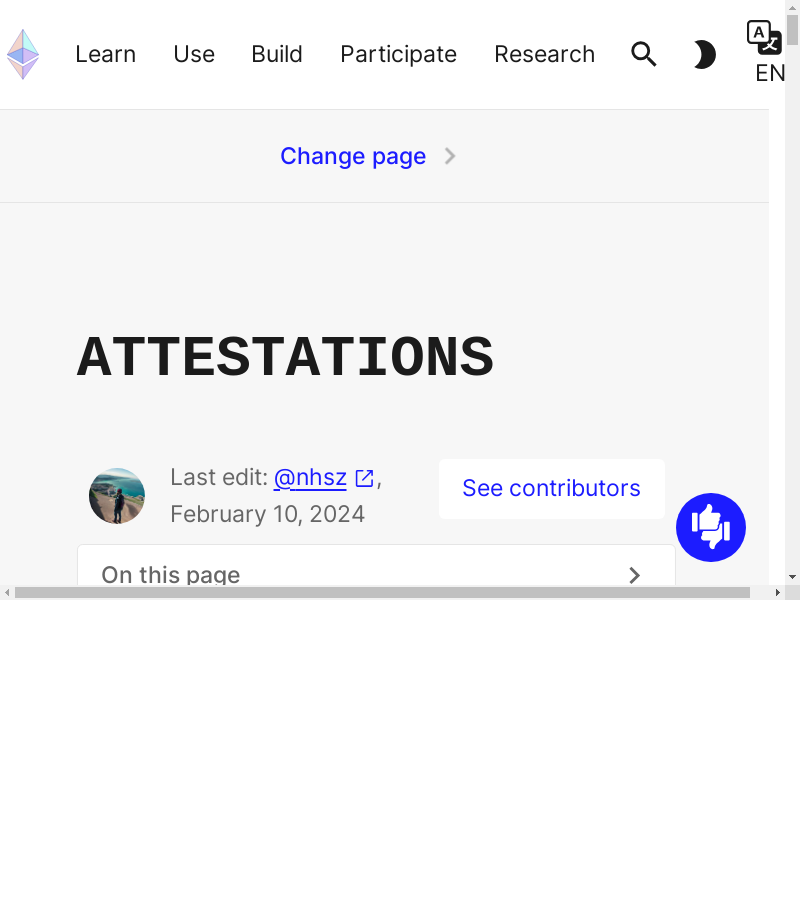 Learn Use Build Participate Research A 文 EN
Change page
ATTESTATIONS
Last edit: @nhsz ,
February 10, 2024
See contributors
On this page